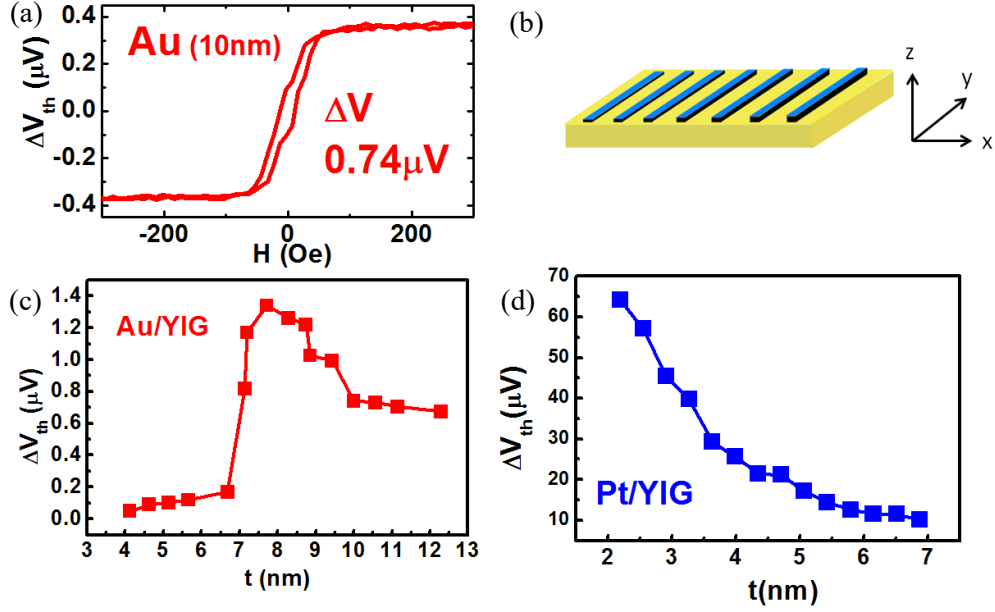 (a)
0.4
0.2
0.0
-0.2
-0.4
ΔV_th (μV)
Au (10nm)
ΔV
0.74μV
-200
0
200
H (Oe)
(b)
z
y
x
(c)
1.4
1.2
1.0
0.8
0.6
0.4
0.2
0.0
ΔV_th (μV)
Au/YIG
3 4 5 6 7 8 9 10 11 12 13
t (nm)
(d)
70
60
50
40
30
20
10
ΔV_th (μV)
Pt/YIG
2 3 4 5 6 7
t(nm)